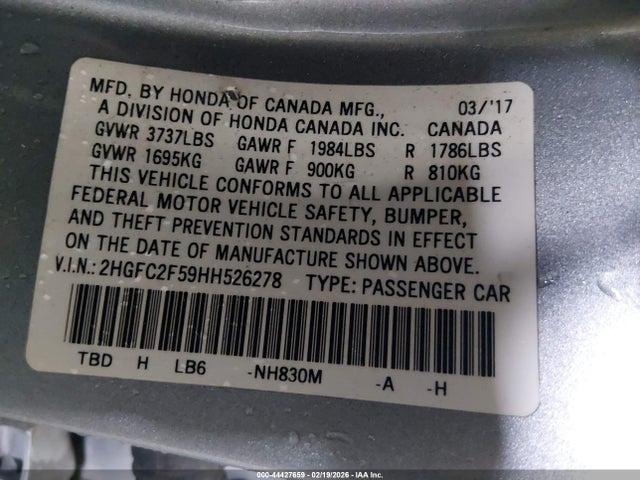 MFD. BY HONDA OF CANADA MFG., 03/'17
A DIVISION OF HONDA CANADA INC. CANADA
GVWR 3737LBS GAWR F 1984LBS R 1786LBS
GVWR 1695KG GAWR F 900KG R 810KG
THIS VEHICLE CONFORMS TO ALL APPLICABLE
FEDERAL MOTOR VEHICLE SAFETY, BUMPER,
AND THEFT PREVENTION STANDARDS IN EFFECT
ON THE DATE OF MANUFACTURE SHOWN ABOVE.
V.I.N.: 2HGFC2F59HH526278 TYPE: PASSENGER CAR
TBD H LB6 -NH830M -A -H
000-44427659 - 02/19/2026 - IAA Inc.